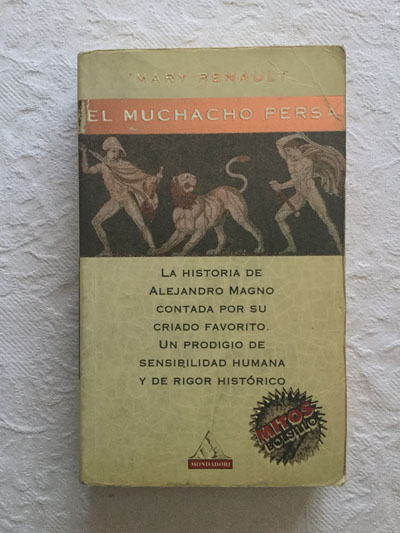 MARY RENAULT
EL MUCHACHO PERSA
LA HISTORIA DE
ALEJANDRO MAGNO
CONTADA POR SU
CRIADO FAVORITO.
UN PRODIGIO DE
SENSIBILIDAD HUMANA
Y DE RIGOR HISTÓRICO
MITOS
BOLSILLO
MONDADORI